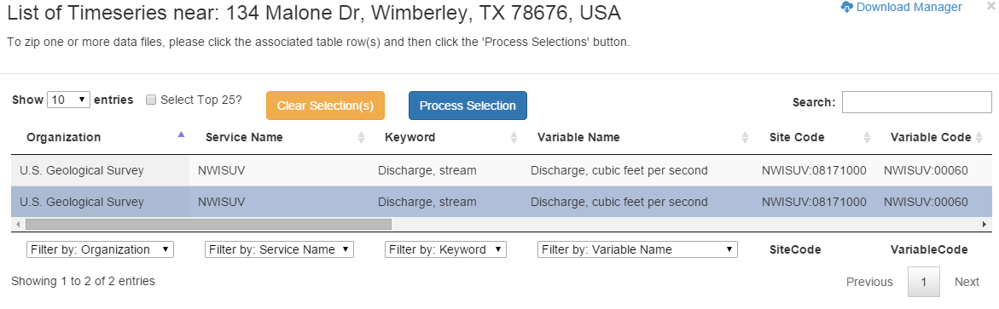 List of Timeseries near: 134 Malone Dr, Wimberley, TX 78676, USA
Download Manager
×
To zip one or more data files, please click the associated table row(s) and then click the 'Process Selections' button.
Show 10 entries Select Top 25? Clear Selection(s) Process Selection Search:
Organization Service Name Keyword Variable Name Site Code Variable Code
U.S. Geological Survey NWISUV Discharge, stream Discharge, cubic feet per second NWISUV:08171000 NWISUV:00060
U.S. Geological Survey NWISUV Discharge, stream Discharge, cubic feet per second NWISUV:08171000 NWISUV:00060
Filter by: Organization Filter by: Service Name Filter by: Keyword Filter by: Variable Name SiteCode VariableCode
Showing 1 to 2 of 2 entries Previous 1 Next